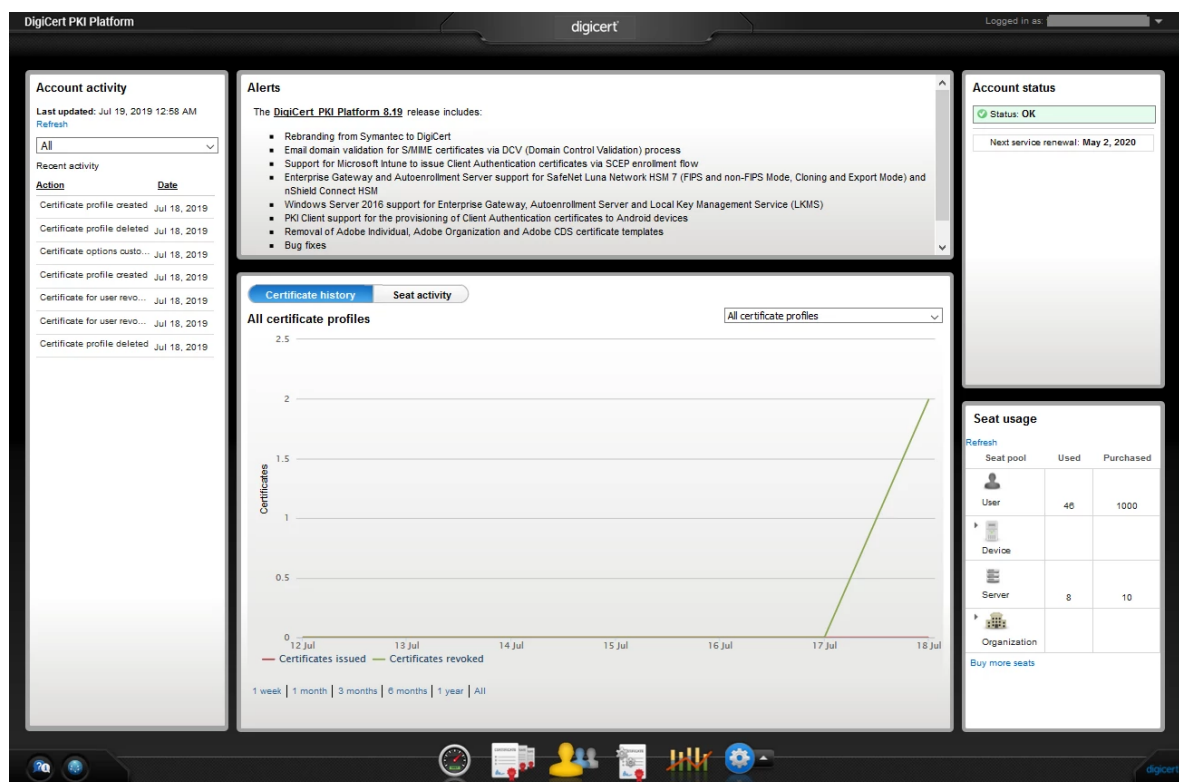 DigiCert PKI Platform
digicert
Logged in as:
Account activity
Last updated: Jul 19, 2019 12:58 AM
Refresh
All
Recent activity
Action Date
Certificate profile created Jul 18, 2019
Certificate profile deleted Jul 18, 2019
Certificate options custo... Jul 18, 2019
Certificate profile created Jul 18, 2019
Certificate for user revo... Jul 18, 2019
Certificate for user revo... Jul 18, 2019
Certificate profile deleted Jul 18, 2019
Alerts
The DigiCert PKI Platform 8.19 release includes:
Rebranding from Symantec to DigiCert
Email domain validation for S/MIME certificates via DCV (Domain Control Validation) process
Support for Microsoft Intune to issue Client Authentication certificates via SCEP enrollment flow
Enterprise Gateway and Autoenrollment Server support for SafeNet Luna Network HSM 7 (FIPS and non-FIPS Mode, Cloning and Export Mode) and
nShield Connect HSM
Windows Server 2016 support for Enterprise Gateway, Autoenrollment Server and Local Key Management Service (LKMS)
PKI Client support for the provisioning of Client Authentication certificates to Android devices
Removal of Adobe Individual, Adobe Organization and Adobe CDS certificate templates
Bug fixes
Certificate history Seat activity
All certificate profiles
All certificate profiles
2.5
2
1.5
1
0.5
0
Certificates
12 Jul 13 Jul 14 Jul 15 Jul 16 Jul 17 Jul 18 Jul
Certificates issued Certificates revoked
1 week | 1 month | 3 months | 6 months | 1 year | All
Account status
Status: OK
Next service renewal: May 2, 2020
Seat usage
Refresh
Seat pool Used Purchased
User 46 1000
Device
Server 8 10
Organization
Buy more seats
digicert